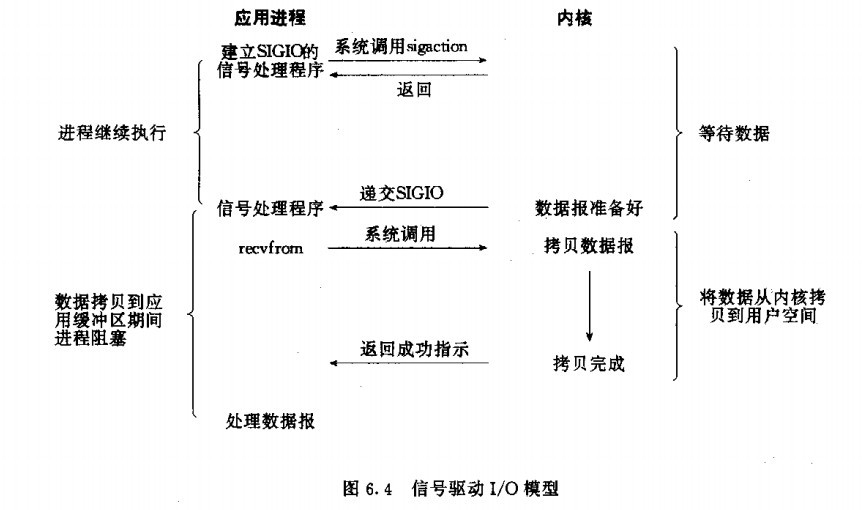 应用进程
内核
建立SIGIO的
信号处理程序
系统调用sigaction
返回
进程继续执行
等待数据
递交SIGIO
信号处理程序
数据报准备好
系统调用
recvfrom
拷贝数据报
数据拷贝到应
用缓冲区期间
进程阻塞
将数据从内核拷
贝到用户空间
返回成功指示
拷贝完成
处理数据报
图 6.4 信号驱动 I/O 模型